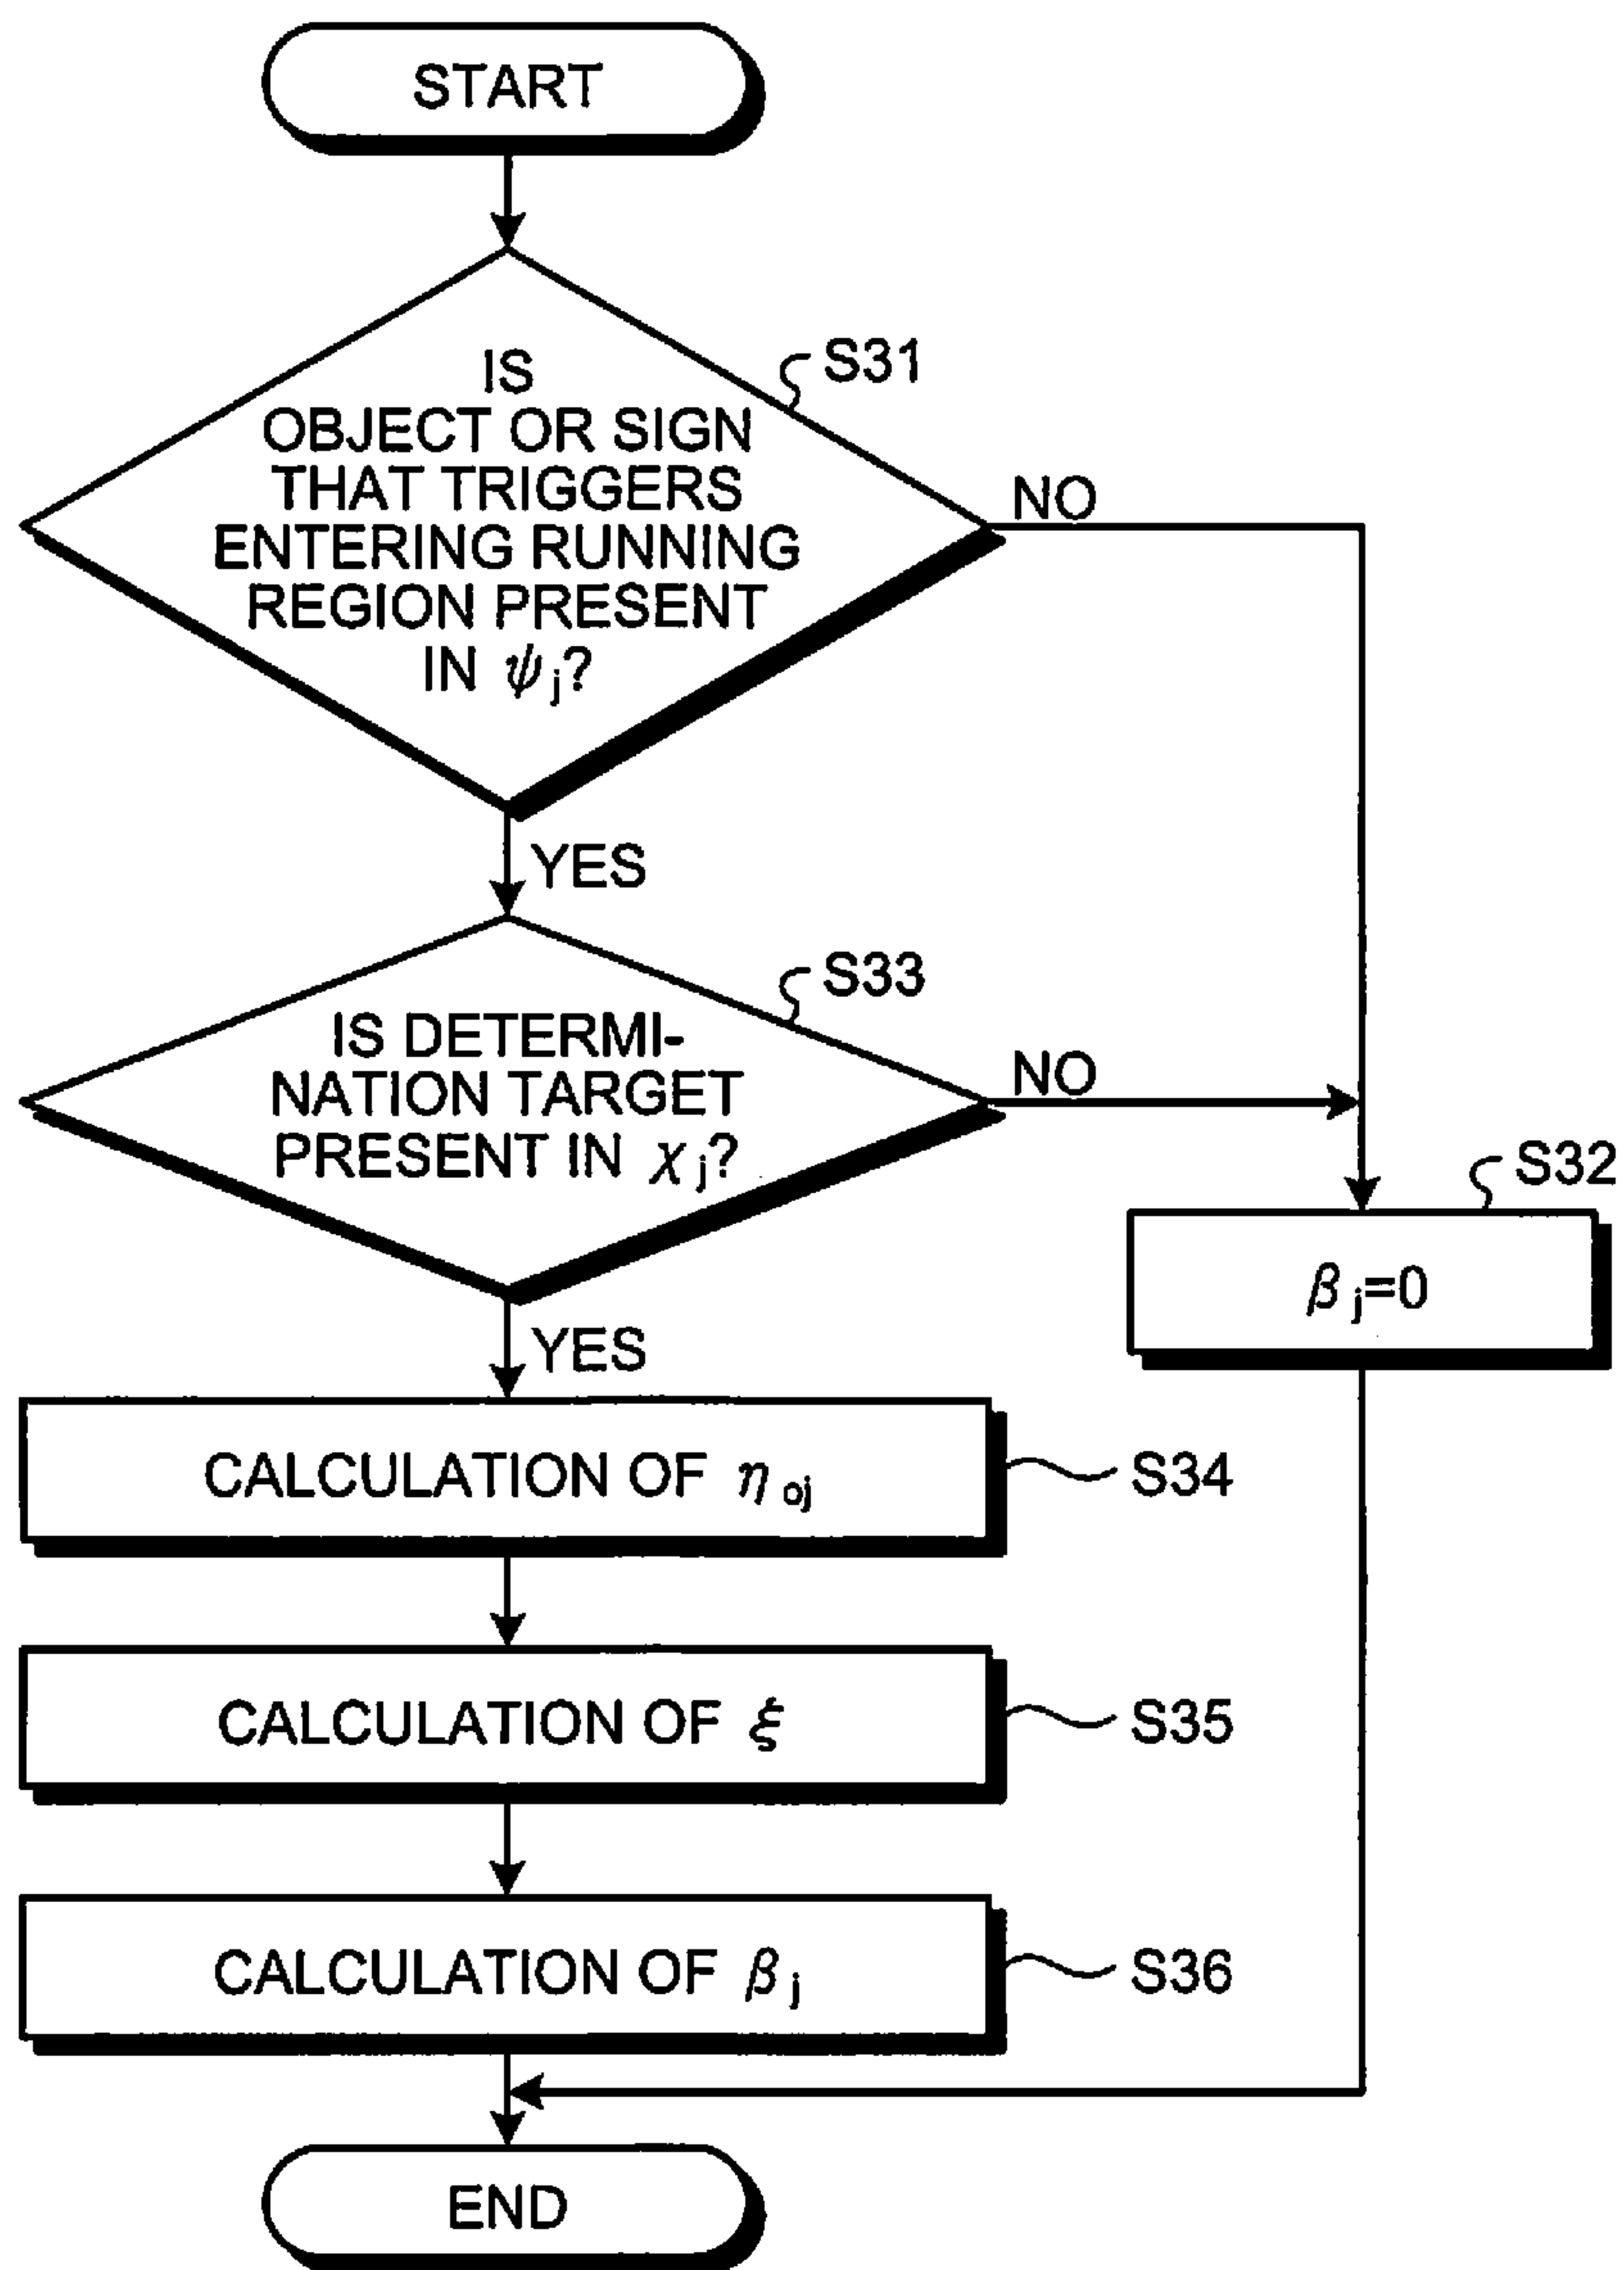 START
S31
IS
OBJECT OR SIGN
THAT TRIGGERS
ENTERING RUNNING
REGION PRESENT
IN ψj?
NO
YES
S33
IS DETERMI-
NATION TARGET
PRESENT IN χj?
NO
S32
βj=0
YES
CALCULATION OF ηoj
S34
CALCULATION OF ξ
S35
CALCULATION OF βj
S36
END